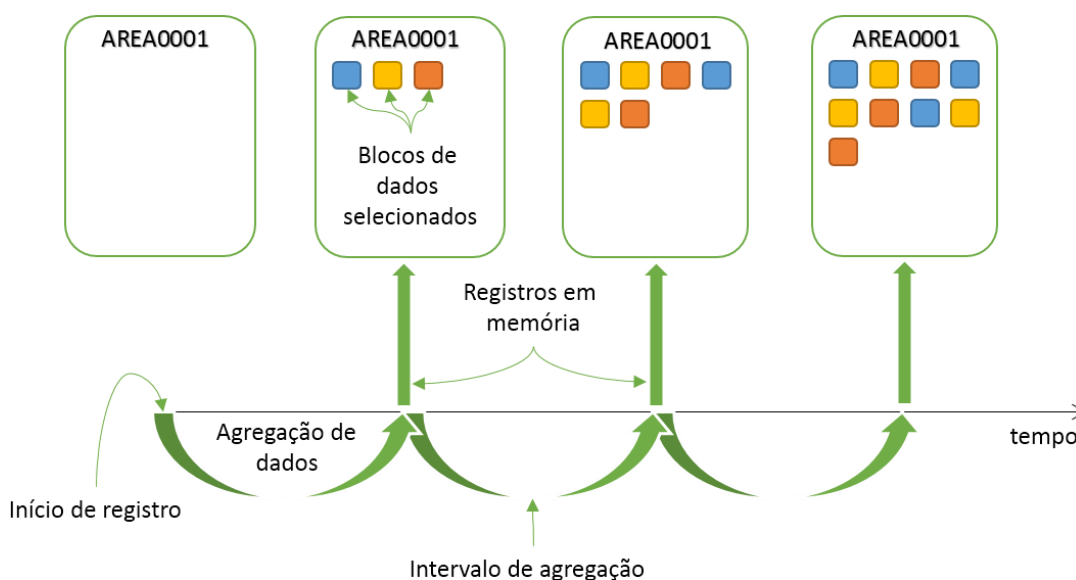 AREA0001
AREA0001
AREA0001
AREA0001
Blocos de
dados
selecionados
Registros em
memória
Agregação de
dados
tempo
Início de registro
Intervalo de agregação